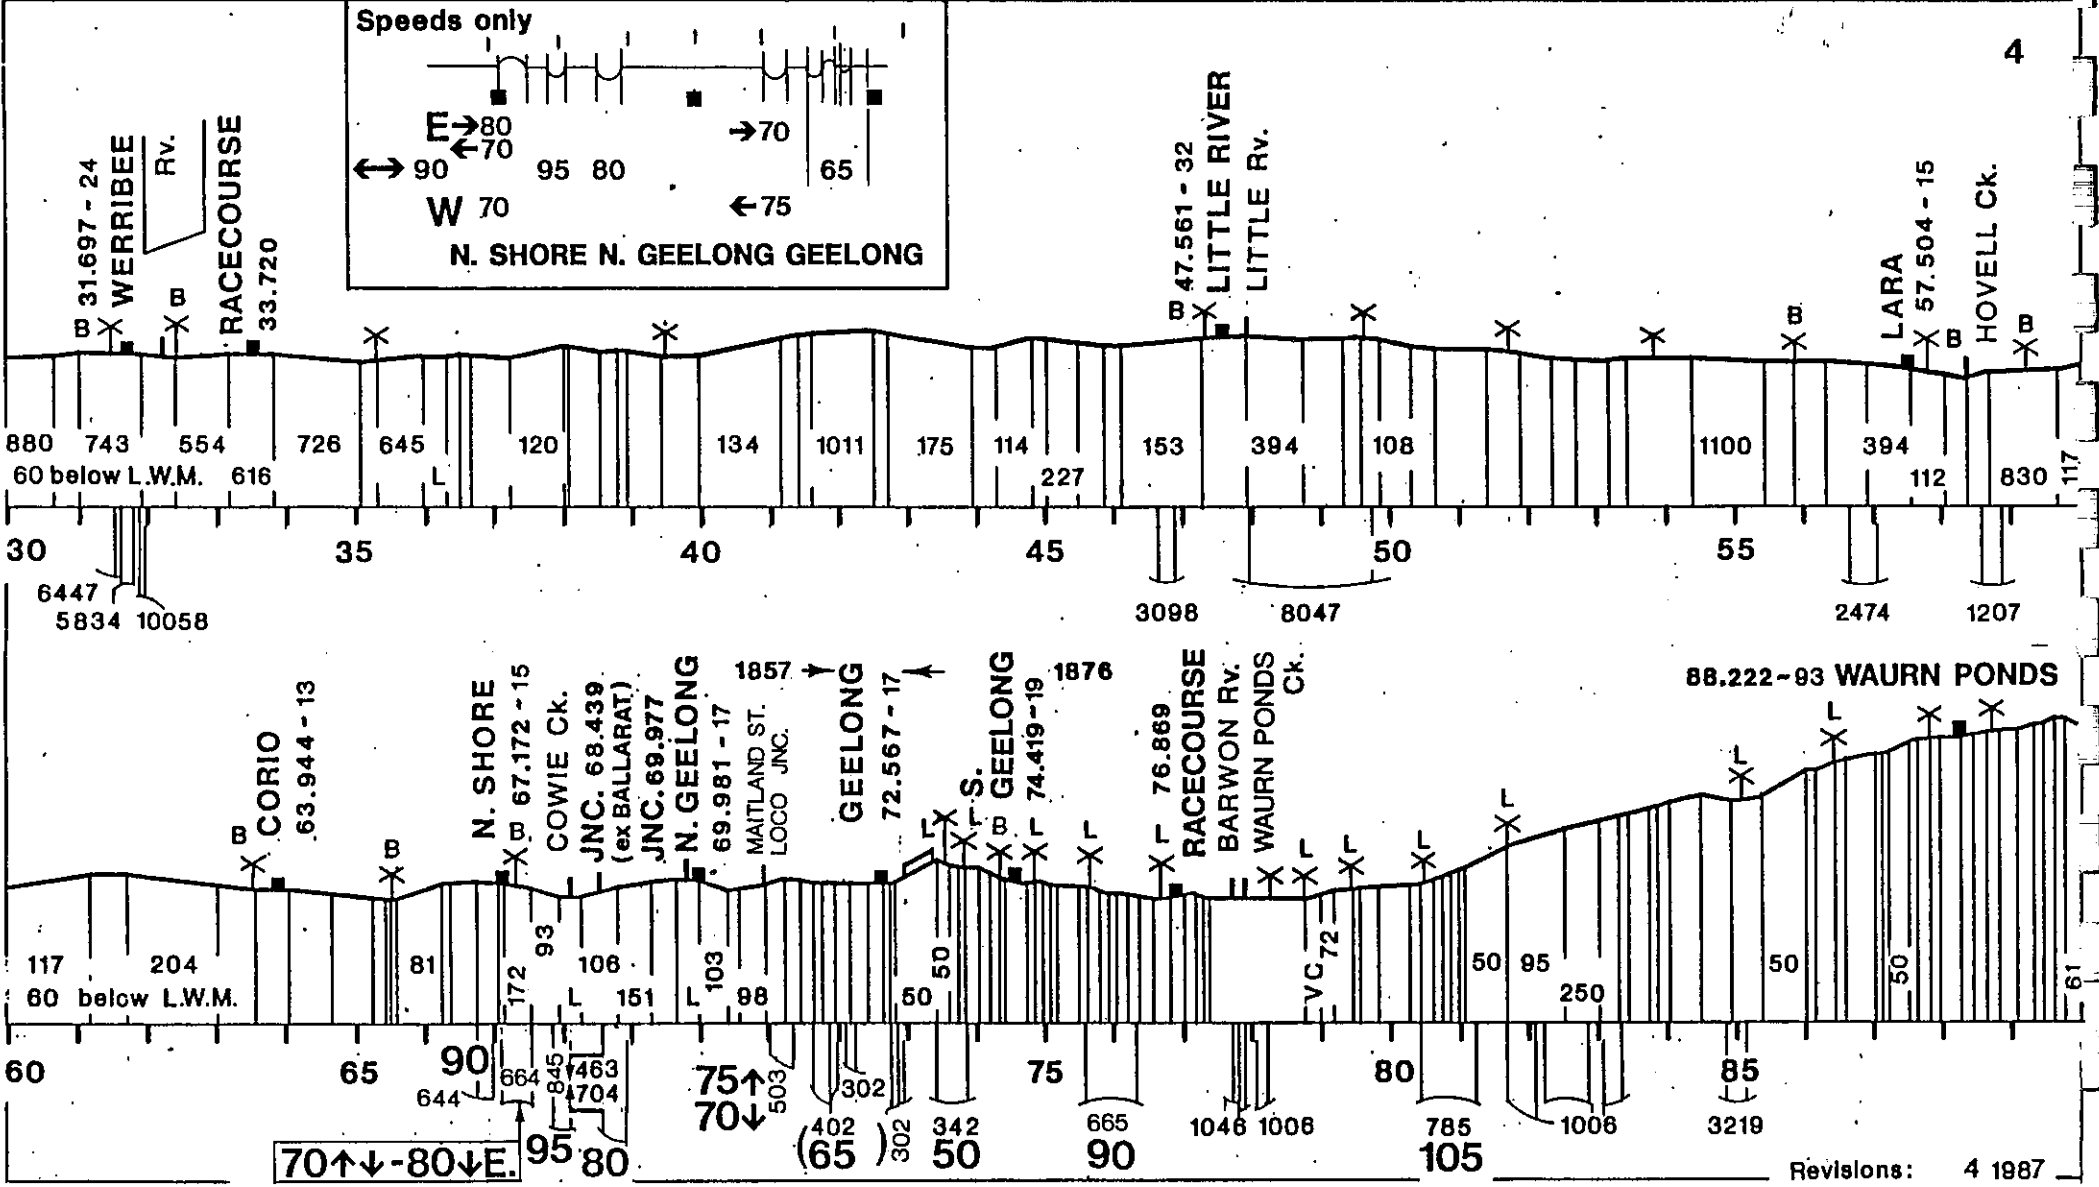 Speeds only
4
E→80
←70
→70
↔ 90
95
80
65
W 70
←75
N. SHORE N. GEELONG GEELONG
31.697-24
WERRIBEE
Rv.
RACECOURSE
33.720
47.561-32
LITTLE RIVER
LITTLE Rv.
LARA
57.504-15
HOVELL Ck.
B
B
B
B
B
B
880 743 554 726 645 120 134 1011 175 114 153 394 108 1100 394 830 117
60 below L.W.M. 616 L 227 112
30 35 40 45 50 55
6447
5834 10058
3098 8047 2474 1207
CORIO
63.944-13
N. SHORE
67.172-15
COWIE Ck.
JNC. 68.439
(ex BALLARAT)
JNC. 69.977
N. GEELONG
69.981-17
MAITLAND ST.
LOCO JNC.
1857 → ← 1876
GEELONG
72.567-17
S. GEELONG
74.419-19
76.869
RACECOURSE
BARWON Rv.
WAURN PONDS
Ck.
88.222-93 WAURN PONDS
B B B L L B L L L L L L L L L
117 204 81 172 93 106 103 50 VC 72 50 95 50 50 61
60 below L.W.M. L 151 L 98 50 250
60 65 75 80 85
90
644 664 845 463
704
75↑
70↓
503 302
402
(65 )
302 342
50
665
90
1046 1006 785
105
1006 3219
70↑↓-80↓E. 95 80
Revisions: 4 1987